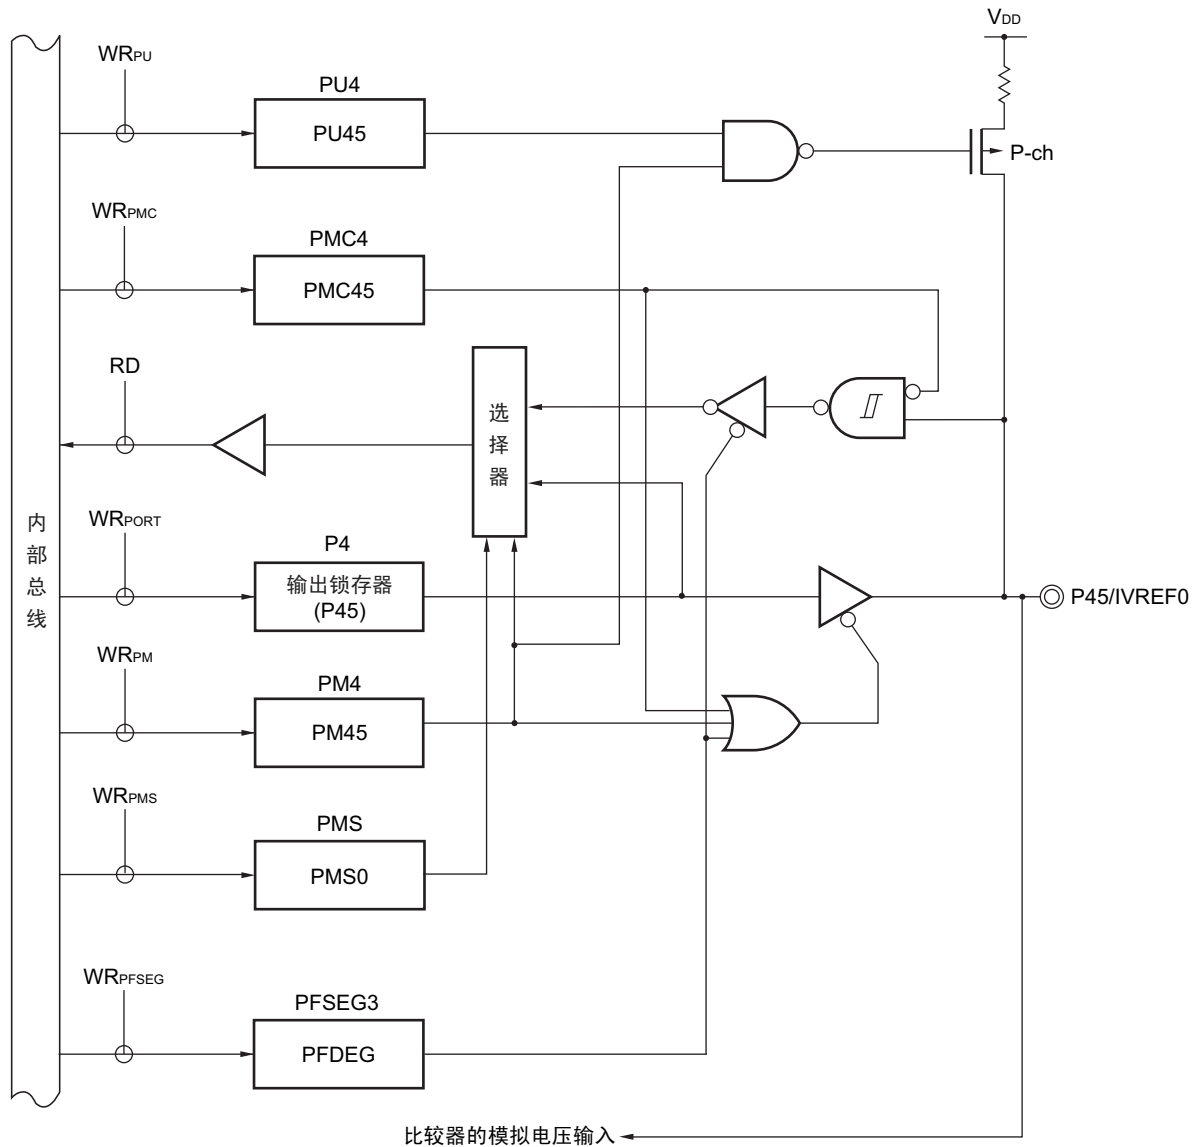 VDD
WRPU
PU4
PU45
P-ch
WRPMC
PMC4
PMC45
RD
选择器
内部总线
WRPORT
P4
输出锁存器
(P45)
P45/IVREF0
WRPM
PM4
PM45
WRPMS
PMS
PMS0
WRPFSEG
PFSEG3
PFDEG
比较器的模拟电压输入